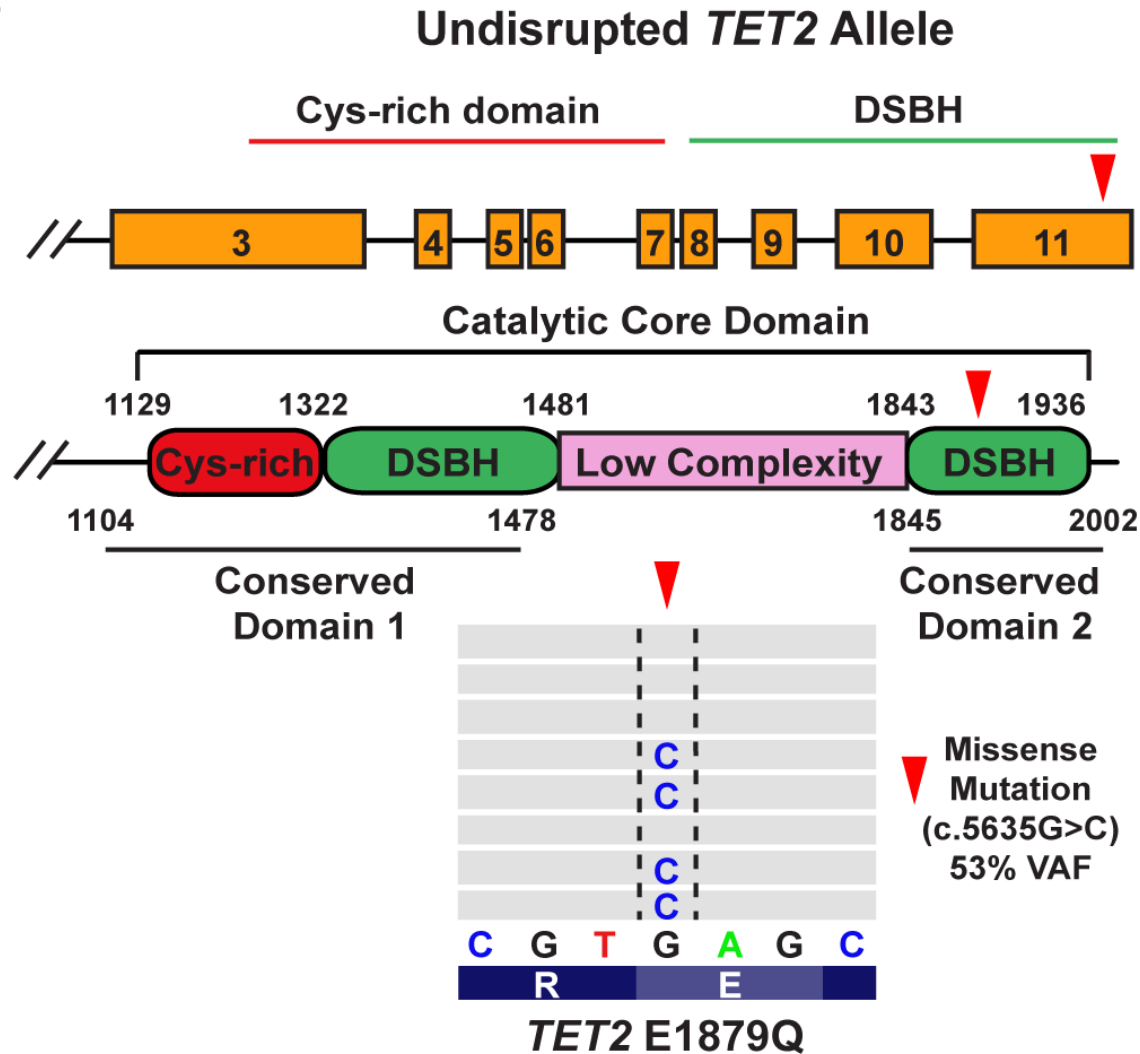 Undisrupted TET2 Allele
Cys-rich domain DSBH
3 4 5 6 7 8 9 10 11
Catalytic Core Domain
1129 1322 1481 1843 1936
Cys-rich DSBH Low Complexity DSBH
1104 1478 1845 2002
Conserved
Domain 1
Conserved
Domain 2
C
C
C
C
C G T G A G C
R E
TET2 E1879Q
Missense
Mutation
(c.5635G>C)
53% VAF